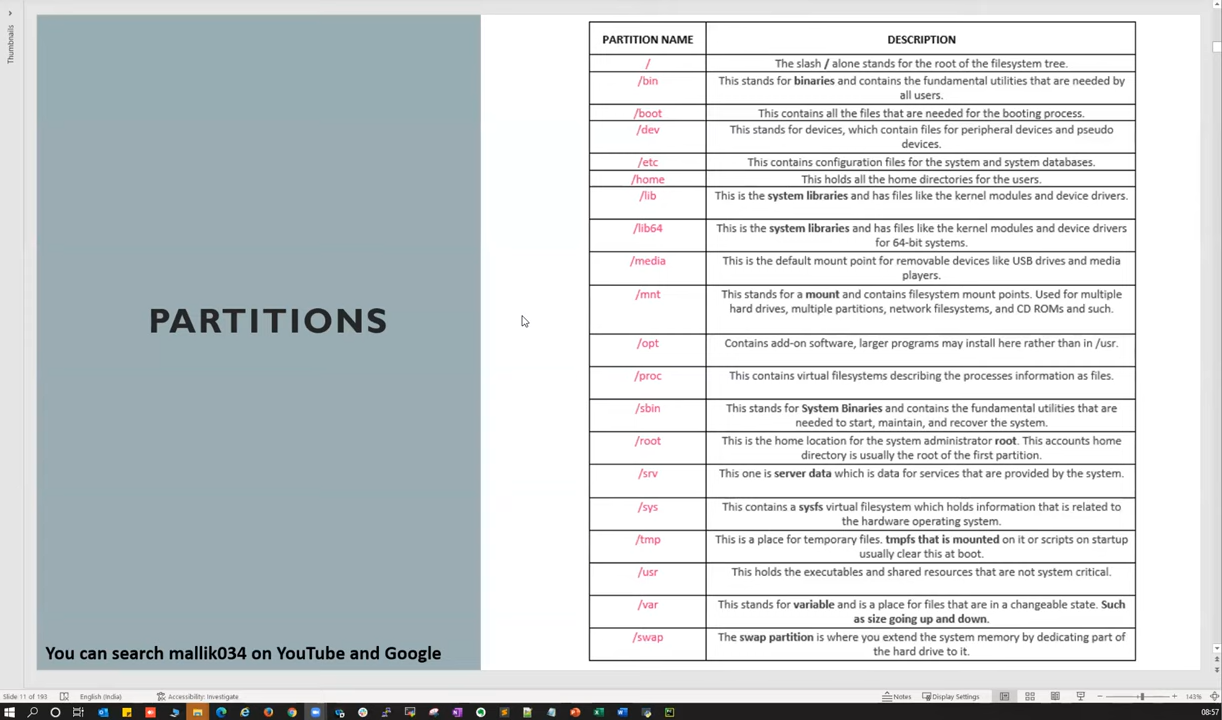 Thumbnails
PARTITIONS
You can search mallik034 on YouTube and Google
PARTITION NAME DESCRIPTION
/ The slash / alone stands for the root of the filesystem tree.
/bin This stands for binaries and contains the fundamental utilities that are needed by
all users.
/boot This contains all the files that are needed for the booting process.
/dev This stands for devices, which contain files for peripheral devices and pseudo
devices.
/etc This contains configuration files for the system and system databases.
/home This holds all the home directories for the users.
/lib This is the system libraries and has files like the kernel modules and device drivers.
/lib64 This is the system libraries and has files like the kernel modules and device drivers
for 64-bit systems.
/media This is the default mount point for removable devices like USB drives and media
players.
/mnt This stands for a mount and contains filesystem mount points. Used for multiple
hard drives, multiple partitions, network filesystems, and CD ROMs and such.
/opt Contains add-on software, larger programs may install here rather than in /usr.
/proc This contains virtual filesystems describing the processes information as files.
/sbin This stands for System Binaries and contains the fundamental utilities that are
needed to start, maintain, and recover the system.
/root This is the home location for the system administrator root. This accounts home
directory is usually the root of the first partition.
/srv This one is server data which is data for services that are provided by the system.
/sys This contains a sysfs virtual filesystem which holds information that is related to
the hardware operating system.
/tmp This is a place for temporary files. tmpfs that is mounted on it or scripts on startup
usually clear this at boot.
/usr This holds the executables and shared resources that are not system critical.
/var This stands for variable and is a place for files that are in a changeable state. Such
as size going up and down.
/swap The swap partition is where you extend the system memory by dedicating part of
the hard drive to it.
Slide 11 of 193 English (India) Accessibility: Investigate Notes Display Settings 143%
08:57